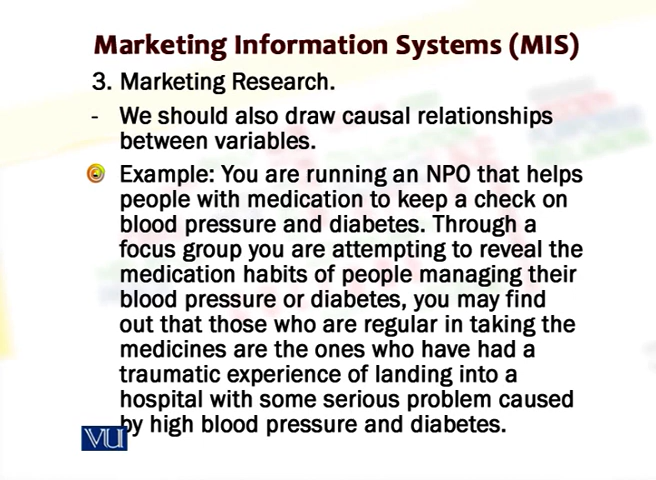 Marketing Information Systems (MIS)
3. Marketing Research.
- We should also draw causal relationships
between variables.
Example: You are running an NPO that helps
people with medication to keep a check on
blood pressure and diabetes. Through a
focus group you are attempting to reveal the
medication habits of people managing their
blood pressure or diabetes, you may find
out that those who are regular in taking the
medicines are the ones who have had a
traumatic experience of landing into a
hospital with some serious problem caused
by high blood pressure and diabetes.
VU